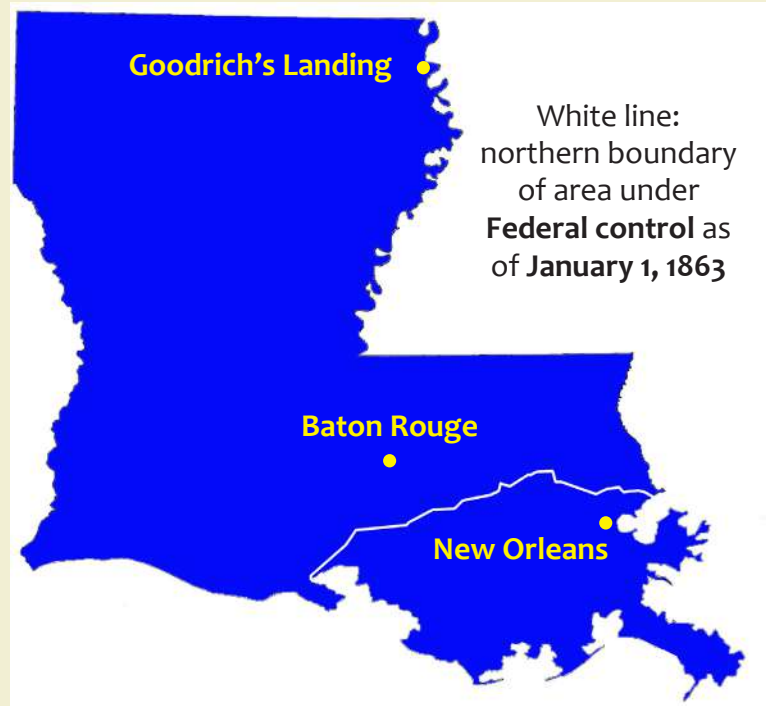 Goodrich's Landing
White line:
northern boundary
of area under
Federal control as
of January 1, 1863
Baton Rouge
New Orleans